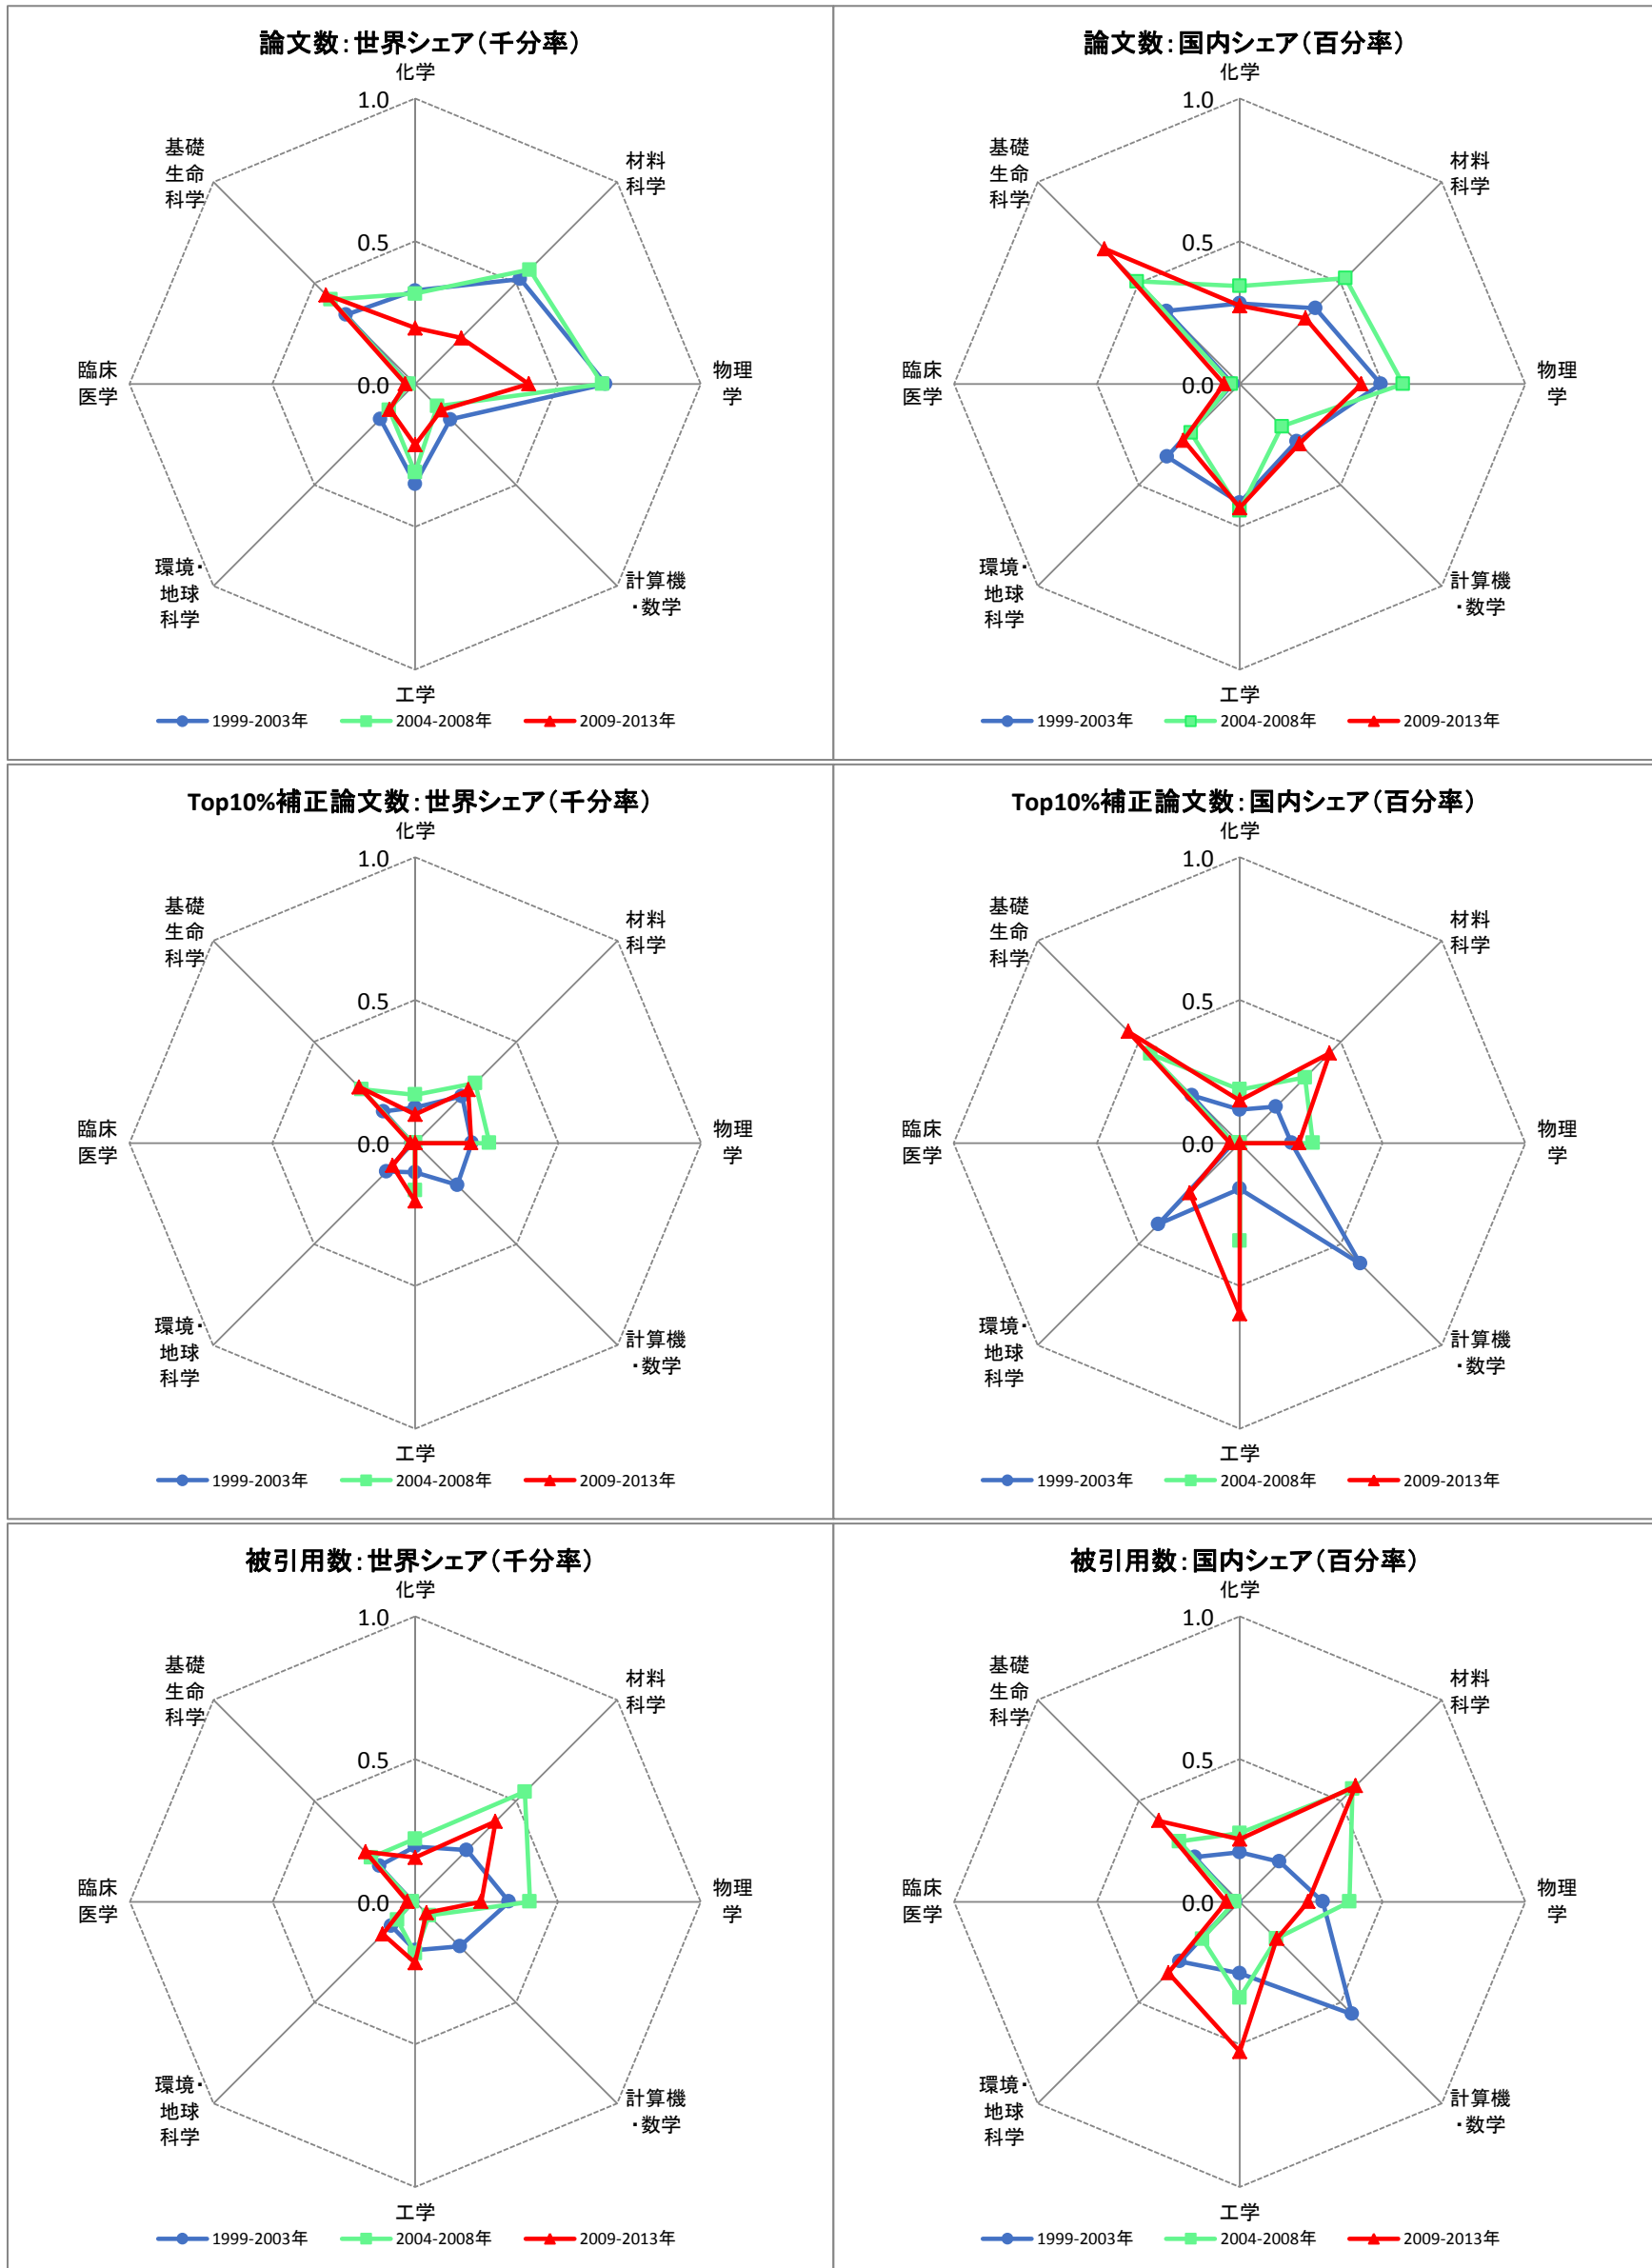 論文数：世界シェア（千分率）
化学
1.0
基礎
生命
科学
材料
科学
0.5
臨床
医学
0.0
物理
学
環境・
地球
科学
計算機
・数学
工学
1999-2003年
2004-2008年
2009-2013年
論文数：国内シェア（百分率）
化学
1.0
基礎
生命
科学
材料
科学
0.5
臨床
医学
0.0
物理
学
環境・
地球
科学
計算機
・数学
工学
1999-2003年
2004-2008年
2009-2013年
Top10%補正論文数：世界シェア（千分率）
化学
1.0
基礎
生命
科学
材料
科学
0.5
臨床
医学
0.0
物理
学
環境・
地球
科学
計算機
・数学
工学
1999-2003年
2004-2008年
2009-2013年
Top10%補正論文数：国内シェア（百分率）
化学
1.0
基礎
生命
科学
材料
科学
0.5
臨床
医学
0.0
物理
学
環境・
地球
科学
計算機
・数学
工学
1999-2003年
2004-2008年
2009-2013年
被引用数：世界シェア（千分率）
化学
1.0
基礎
生命
科学
材料
科学
0.5
臨床
医学
0.0
物理
学
環境・
地球
科学
計算機
・数学
工学
1999-2003年
2004-2008年
2009-2013年
被引用数：国内シェア（百分率）
化学
1.0
基礎
生命
科学
材料
科学
0.5
臨床
医学
0.0
物理
学
環境・
地球
科学
計算機
・数学
工学
1999-2003年
2004-2008年
2009-2013年